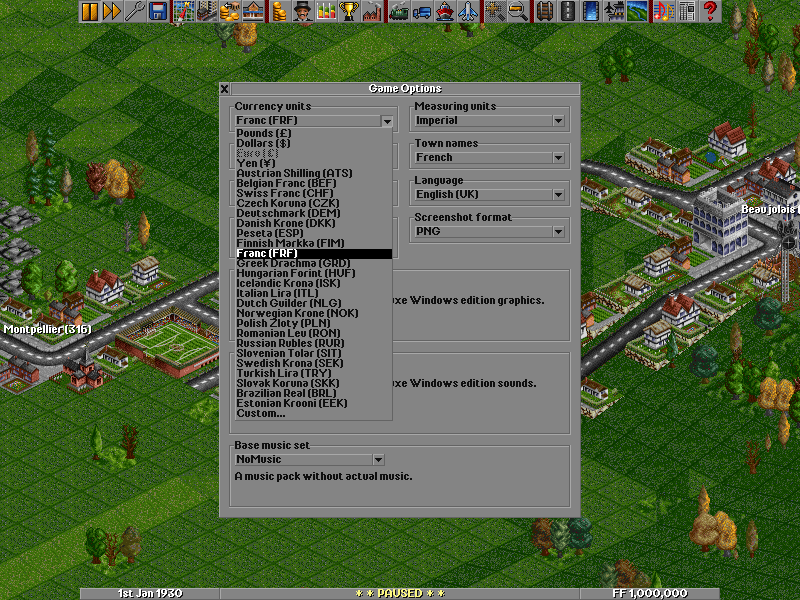 Game Options
Currency units
Franc (FRF)
Pounds (£)
Dollars ($)
Euro (€)
Yen (¥)
Austrian Shilling (ATS)
Belgian Franc (BEF)
Swiss Franc (CHF)
Czech Koruna (CZK)
Deutschmark (DEM)
Danish Krone (DKK)
Peseta (ESP)
Finnish Markka (FIM)
Franc (FRF)
Greek Drachma (GRD)
Hungarian Forint (HUF)
Icelandic Krona (ISK)
Italian Lira (ITL)
Dutch Guilder (NLG)
Norwegian Krone (NOK)
Polish Zloty (PLN)
Romanian Leu (RON)
Russian Rubles (RUR)
Slovenian Tolar (SIT)
Swedish Krona (SEK)
Turkish Lira (TRY)
Slovak Koruna (SKK)
Brazilian Real (BRL)
Estonian Krooni (EEK)
Custom...
Measuring units
Imperial
Town names
French
Language
English (UK)
Screenshot format
PNG
Windows edition graphics.
Windows edition sounds.
Base music set
NoMusic
A music pack without actual music.
Montpellier (316)
Beaujolais
1st Jan 1930
* * PAUSED * *
FF 1,000,000